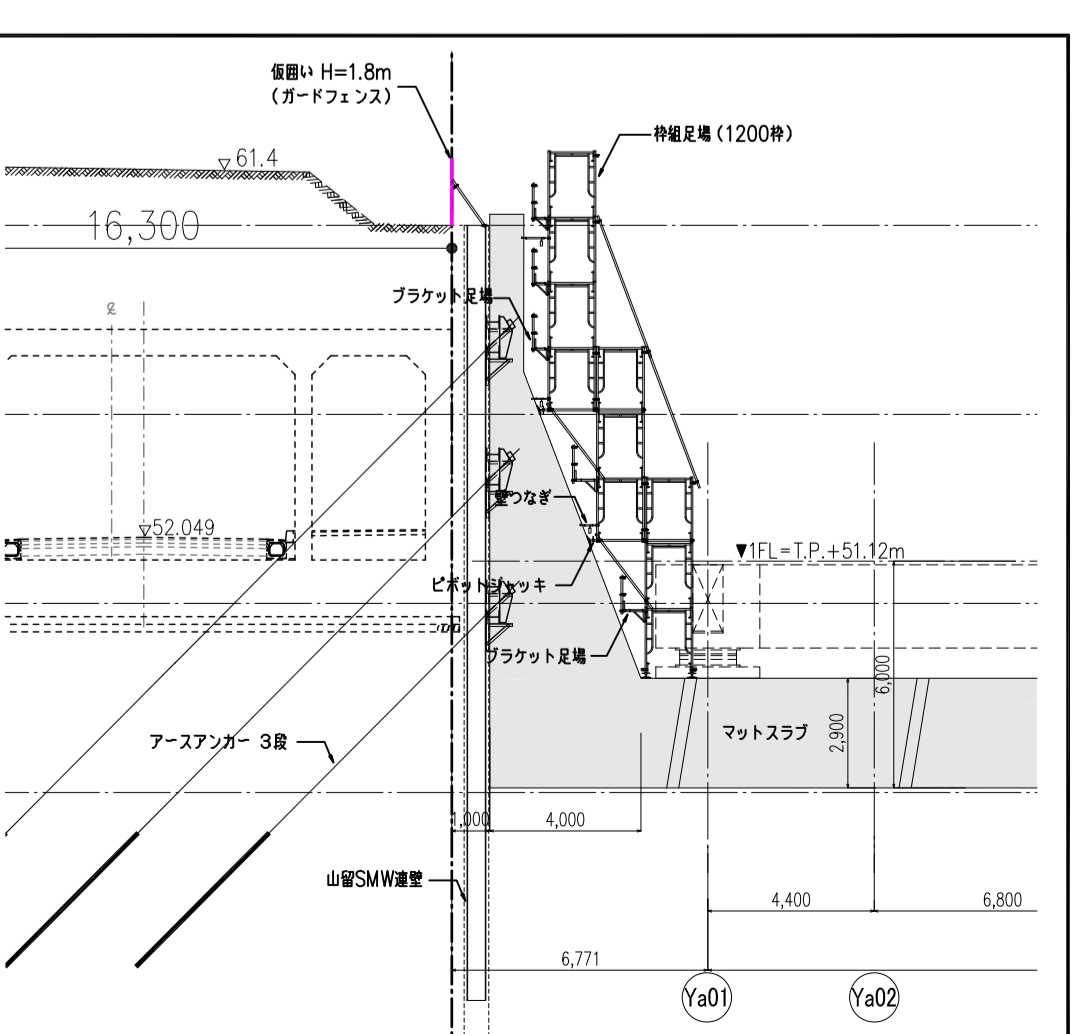 仮囲い H=1.8m
(ガードフェンス)
枠組足場(1200枠)
▽61.4
16,300
ブラケット足場
℄
壁つなぎ
▽52.049
▼1FL=T.P.+51.12m
ピボットジャッキ
ブラケット足場
6,000
2,900
マットスラブ
アースアンカー 3段
1,000
4,000
山留SMW連壁
4,400
6,800
6,771
Ya01
Ya02